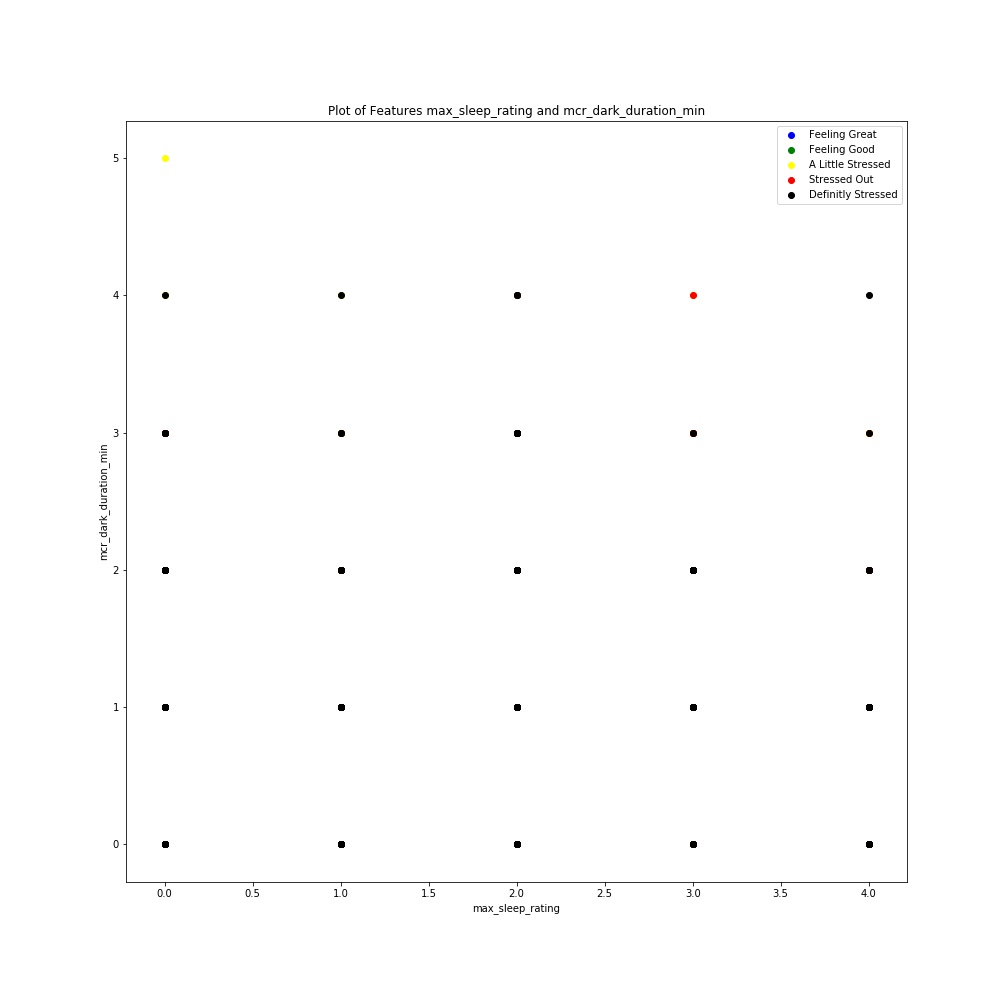 Plot of Features max_sleep_rating and mcr_dark_duration_min
Feeling Great
Feeling Good
A Little Stressed
Stressed Out
Definitly Stressed
mcr_dark_duration_min
5
4
3
2
1
0
0.0 0.5 1.0 1.5 2.0 2.5 3.0 3.5 4.0
max_sleep_rating